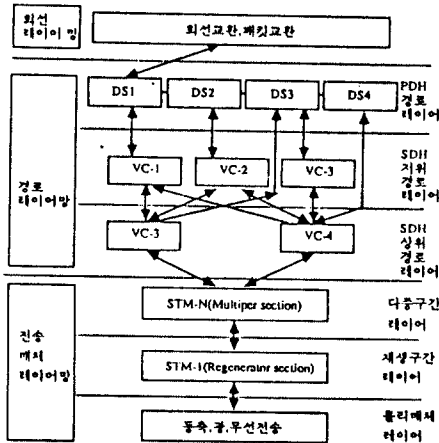 회선
레이어 망
회선교환,패킷교환
DS1
DS2
DS3
DS4
PDH
경로
레이어
VC-1
VC-2
VC-3
SDH
저위
경로
레이어
경로
레이어망
VC-3
VC-4
SDH
상위
경로
레이어
STM-N(Multiper section)
다중구간
레이어
전송
매체
레이어망
STM-1(Regenerator section)
재생구간
레이어
동축,광,무선전송
물리매체
레이어